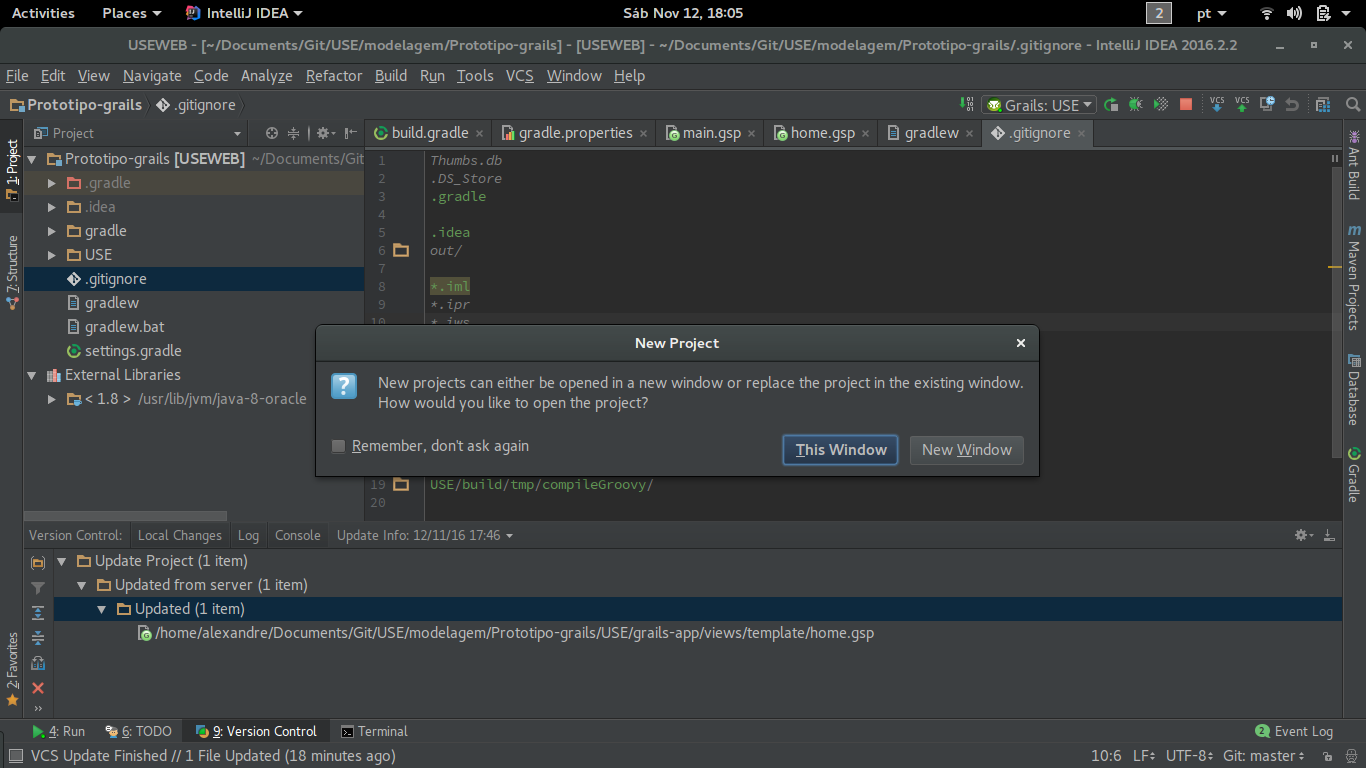 Activities Places IntelliJ IDEA Sáb Nov 12, 18:05 2 pt
USEWEB - [~/Documents/Git/USE/modelagem/Prototipo-grails] - [USEWEB] - ~/Documents/Git/USE/modelagem/Prototipo-grails/.gitignore - IntelliJ IDEA 2016.2.2
File Edit View Navigate Code Analyze Refactor Build Run Tools VCS Window Help
Prototipo-grails .gitignore Grails: USE VCS VCS
Project build.gradle gradle.properties main.gsp home.gsp gradlew .gitignore
1: Project
7: Structure
2: Favorites
Prototipo-grails [USEWEB] ~/Documents/Git
.gradle
.idea
gradle
USE
.gitignore
gradlew
gradlew.bat
settings.gradle
External Libraries
< 1.8 > /usr/lib/jvm/java-8-oracle
1 Thumbs.db
2 .DS_Store
3 .gradle
4
5 .idea
6 out/
7
8 *.iml
9 *.ipr
10 *.iws
19 USE/build/tmp/compileGroovy/
20
Ant Build
Maven Projects
Database
Gradle
New Project
New projects can either be opened in a new window or replace the project in the existing window.
How would you like to open the project?
Remember, don't ask again This Window New Window
Version Control: Local Changes Log Console Update Info: 12/11/16 17:46
Update Project (1 item)
Updated from server (1 item)
Updated (1 item)
/home/alexandre/Documents/Git/USE/modelagem/Prototipo-grails/USE/grails-app/views/template/home.gsp
4: Run 6: TODO 9: Version Control Terminal 2 Event Log
VCS Update Finished // 1 File Updated (18 minutes ago) 10:6 LF UTF-8 Git: master